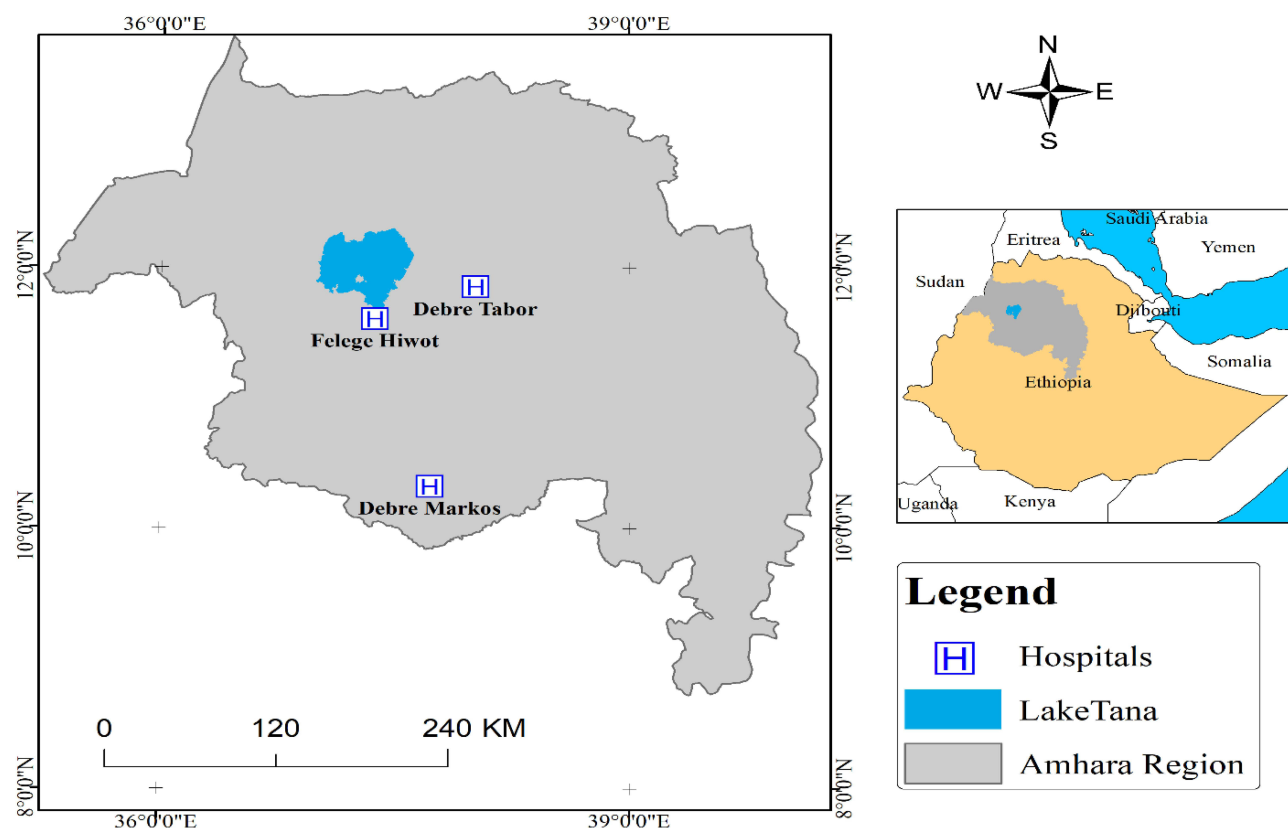 36°0'0"E
39°0'0"E
12°0'0"N
12°0'0"N
Debre Tabor
Felege Hiwot
10°0'0"N
10°0'0"N
Debre Markos
0 120 240 KM
8°0'0"N
8°0'0"N
36°0'0"E
39°0'0"E
N
W E
S
Saudi Arabia
Eritrea
Yemen
Sudan
Djibouti
Somalia
Ethiopia
Uganda
Kenya
Legend
H Hospitals
LakeTana
Amhara Region
H
H
H